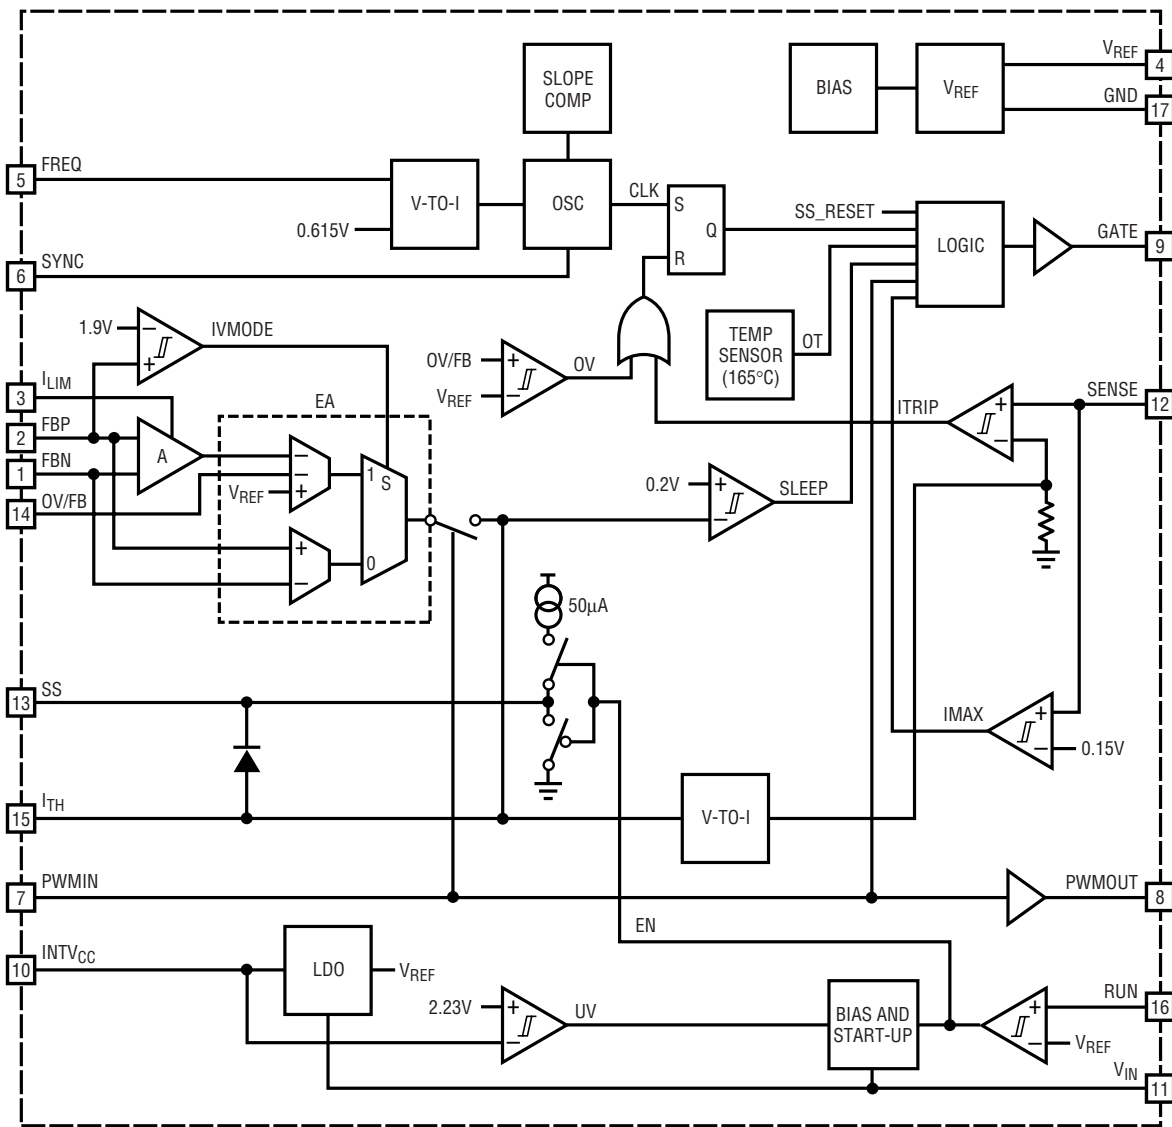 SLOPE
COMP
BIAS
VREF
VREF
4
GND
17
FREQ
5
V-TO-I
0.615V
OSC
CLK
S
Q
R
SS_RESET
LOGIC
GATE
9
SYNC
6
1.9V
−
+
IVMODE
OV/FB
VREF
+
−
OV
TEMP
SENSOR
(165°C)
OT
ILIM
3
FBP
2
FBN
1
OV/FB
14
A
EA
−
−
+
VREF
1
S
0
+
−
ITRIP
+
−
SENSE
12
0.2V
+
−
SLEEP
50µA
SS
13
IMAX
+
−
0.15V
ITH
15
V-TO-I
PWMIN
7
PWMOUT
8
EN
INTVCC
10
LDO
VREF
2.23V
+
−
UV
BIAS AND
START-UP
+
−
VREF
RUN
16
VIN
11